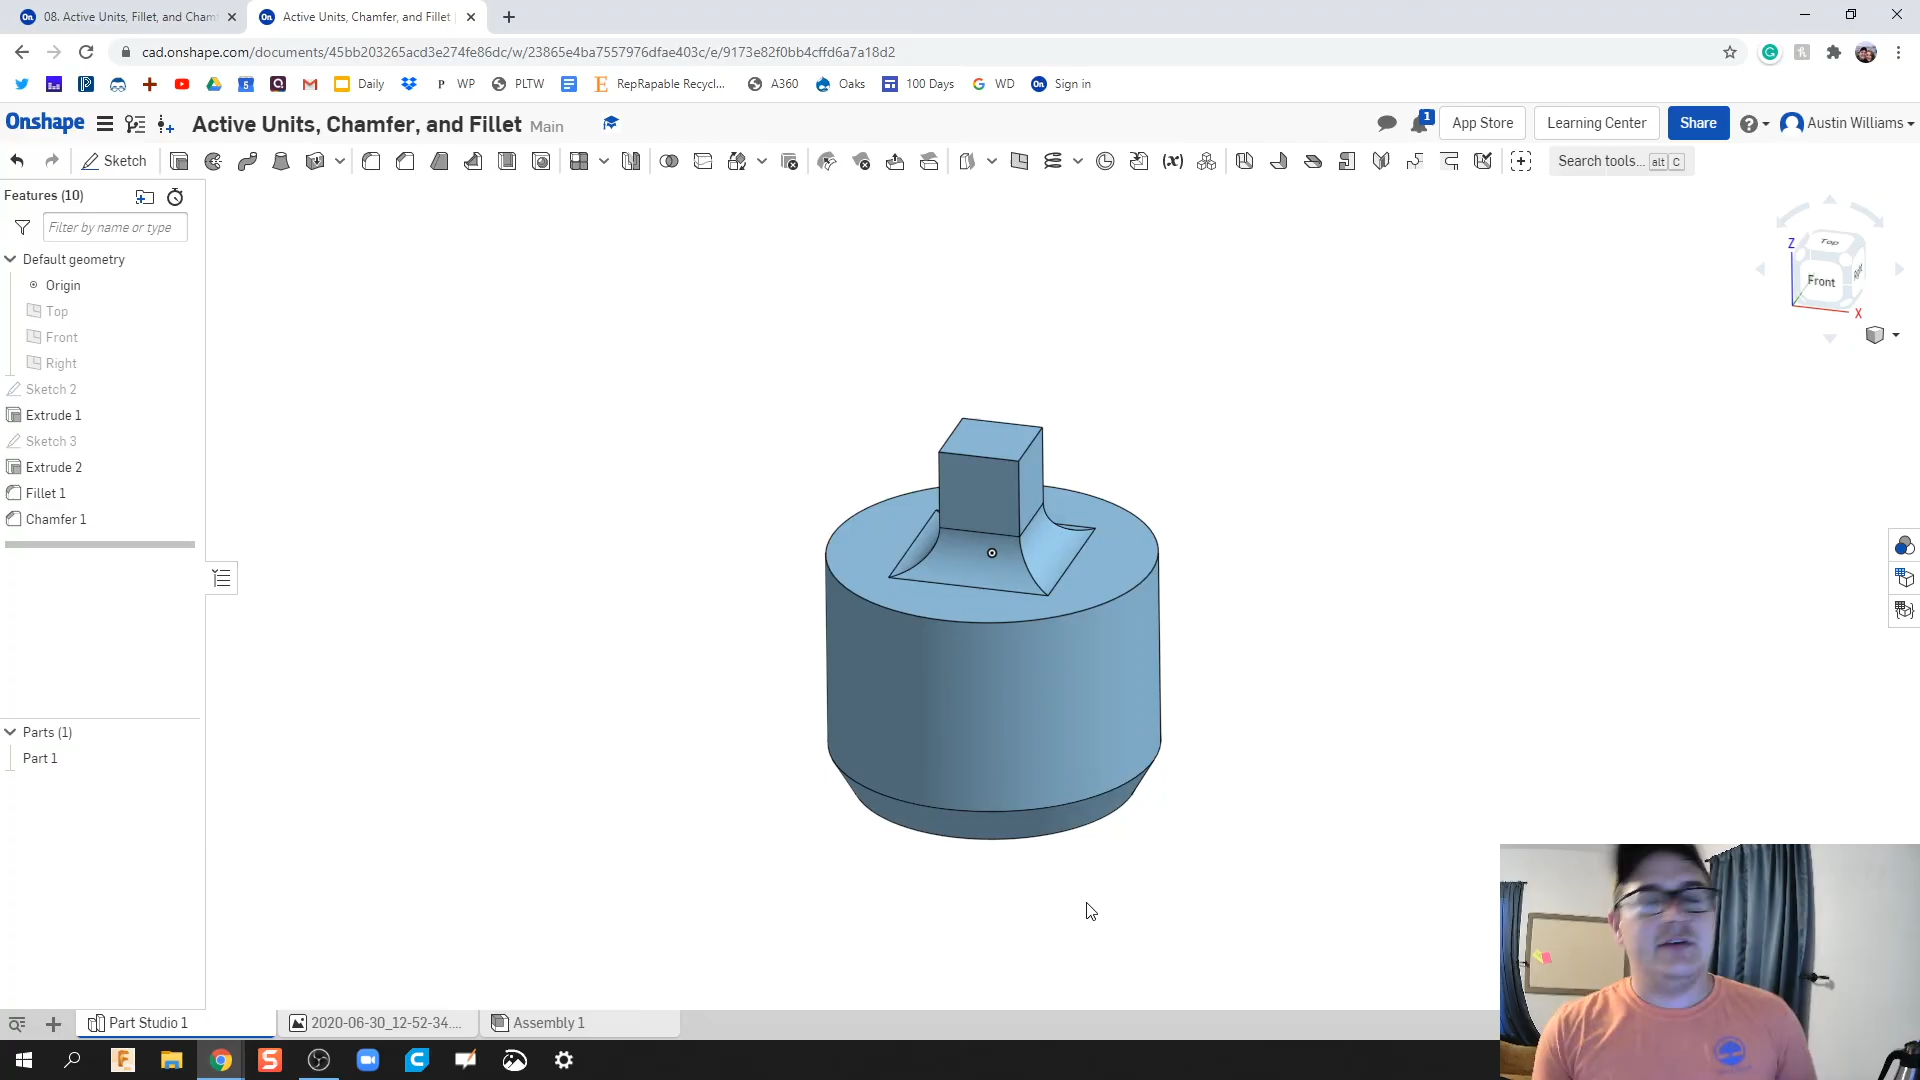 08. Active Units, Fillet, and Cham
Active Units, Chamfer, and Fillet
cad.onshape.com/documents/45bb203265acd3e274fe86dc/w/23865e4ba7557976dfae403c/e/9173e82f0bb4cffd6a7a18d2
Daily
WP
PLTW
RepRapable Recycl...
A360
Oaks
100 Days
WD
Sign in
Onshape
Active Units, Chamfer, and Fillet Main
1
App Store
Learning Center
Share
Austin Williams
Sketch
Search tools... alt C
Features (10)
Filter by name or type
Default geometry
Origin
Top
Front
Right
Sketch 2
Extrude 1
Sketch 3
Extrude 2
Fillet 1
Chamfer 1
Parts (1)
Part 1
Z
Top
Front
Right
X
Part Studio 1
2020-06-30_12-52-34....
Assembly 1